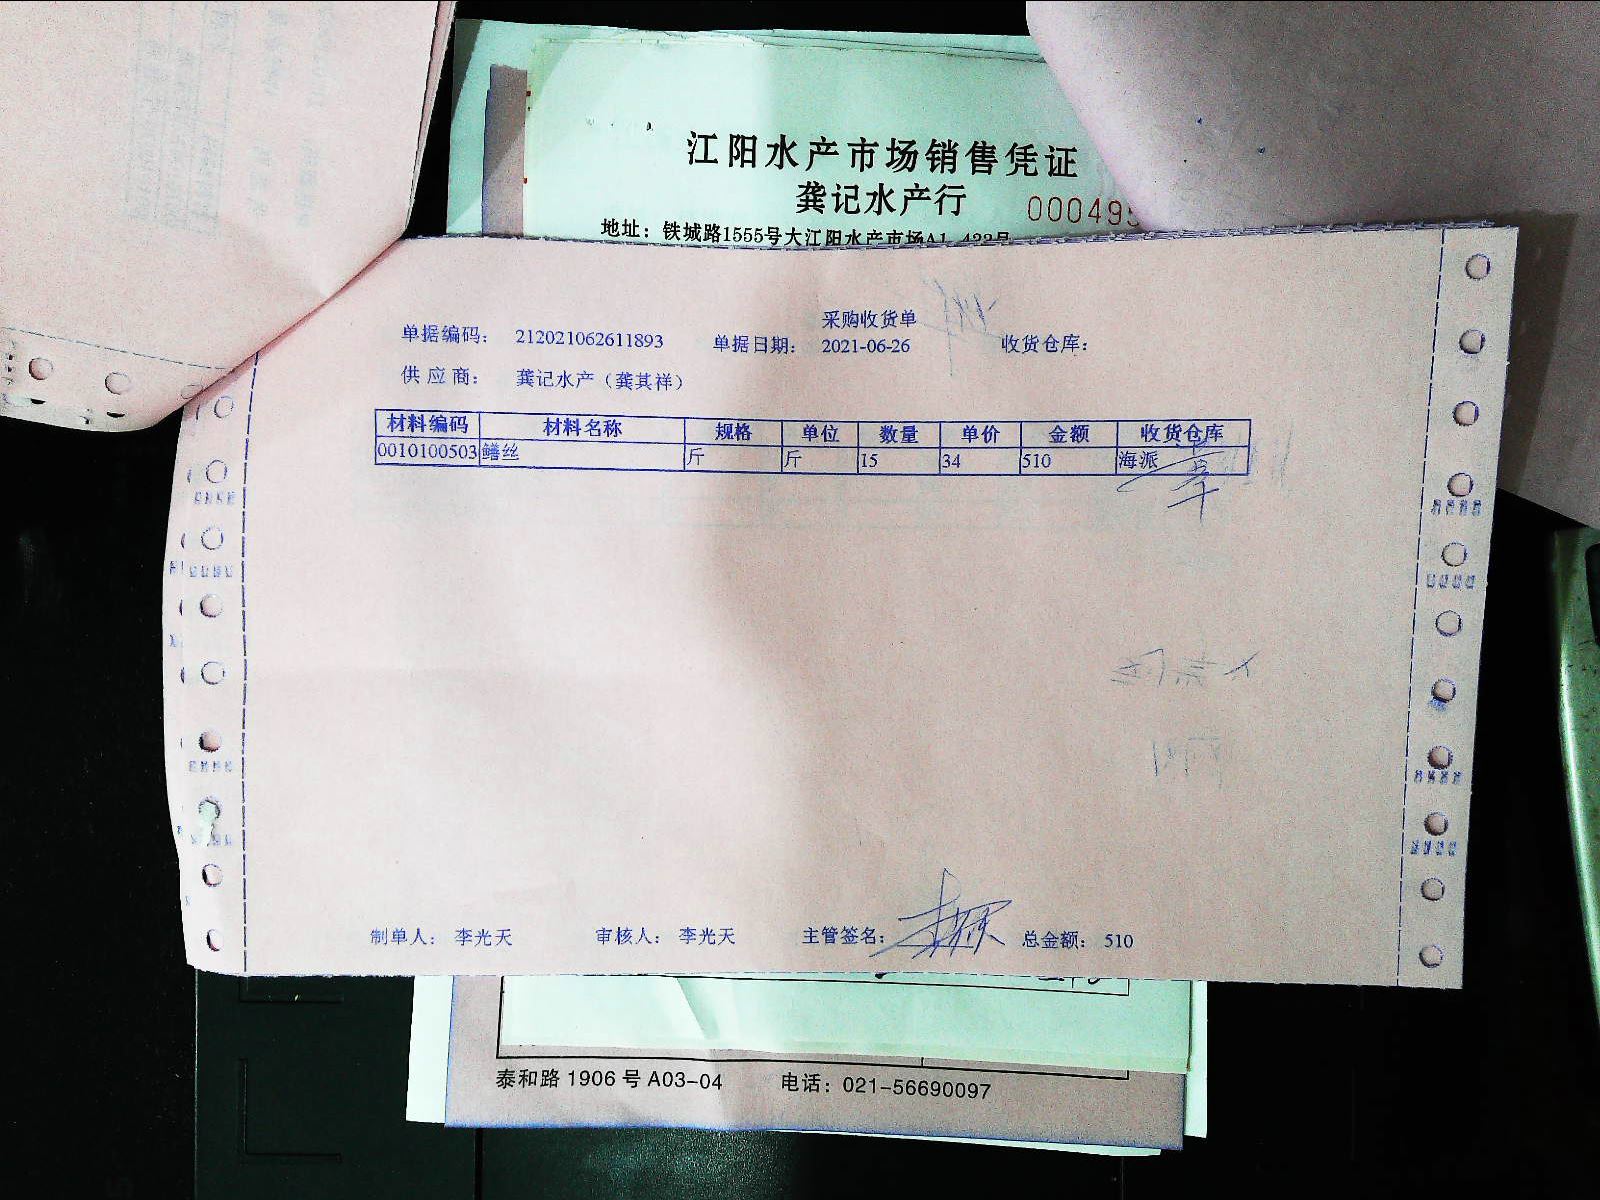 江阳水产市场销售凭证
龚记水产行
000495
地址：铁城路1555号大江阳水产市场A1-422号
采购收货单
单据编码： 212021062611893 单据日期： 2021-06-26 收货仓库：
供应商： 龚记水产（龚其祥）
材料编码 材料名称 规格 单位 数量 单价 金额 收货仓库
0010100503 鳝丝 斤 斤 15 34 510 海派
制单人： 李光天 审核人： 李光天 主管签名： 总金额： 510
泰和路 1906 号 A03-04 电话：021-56690097